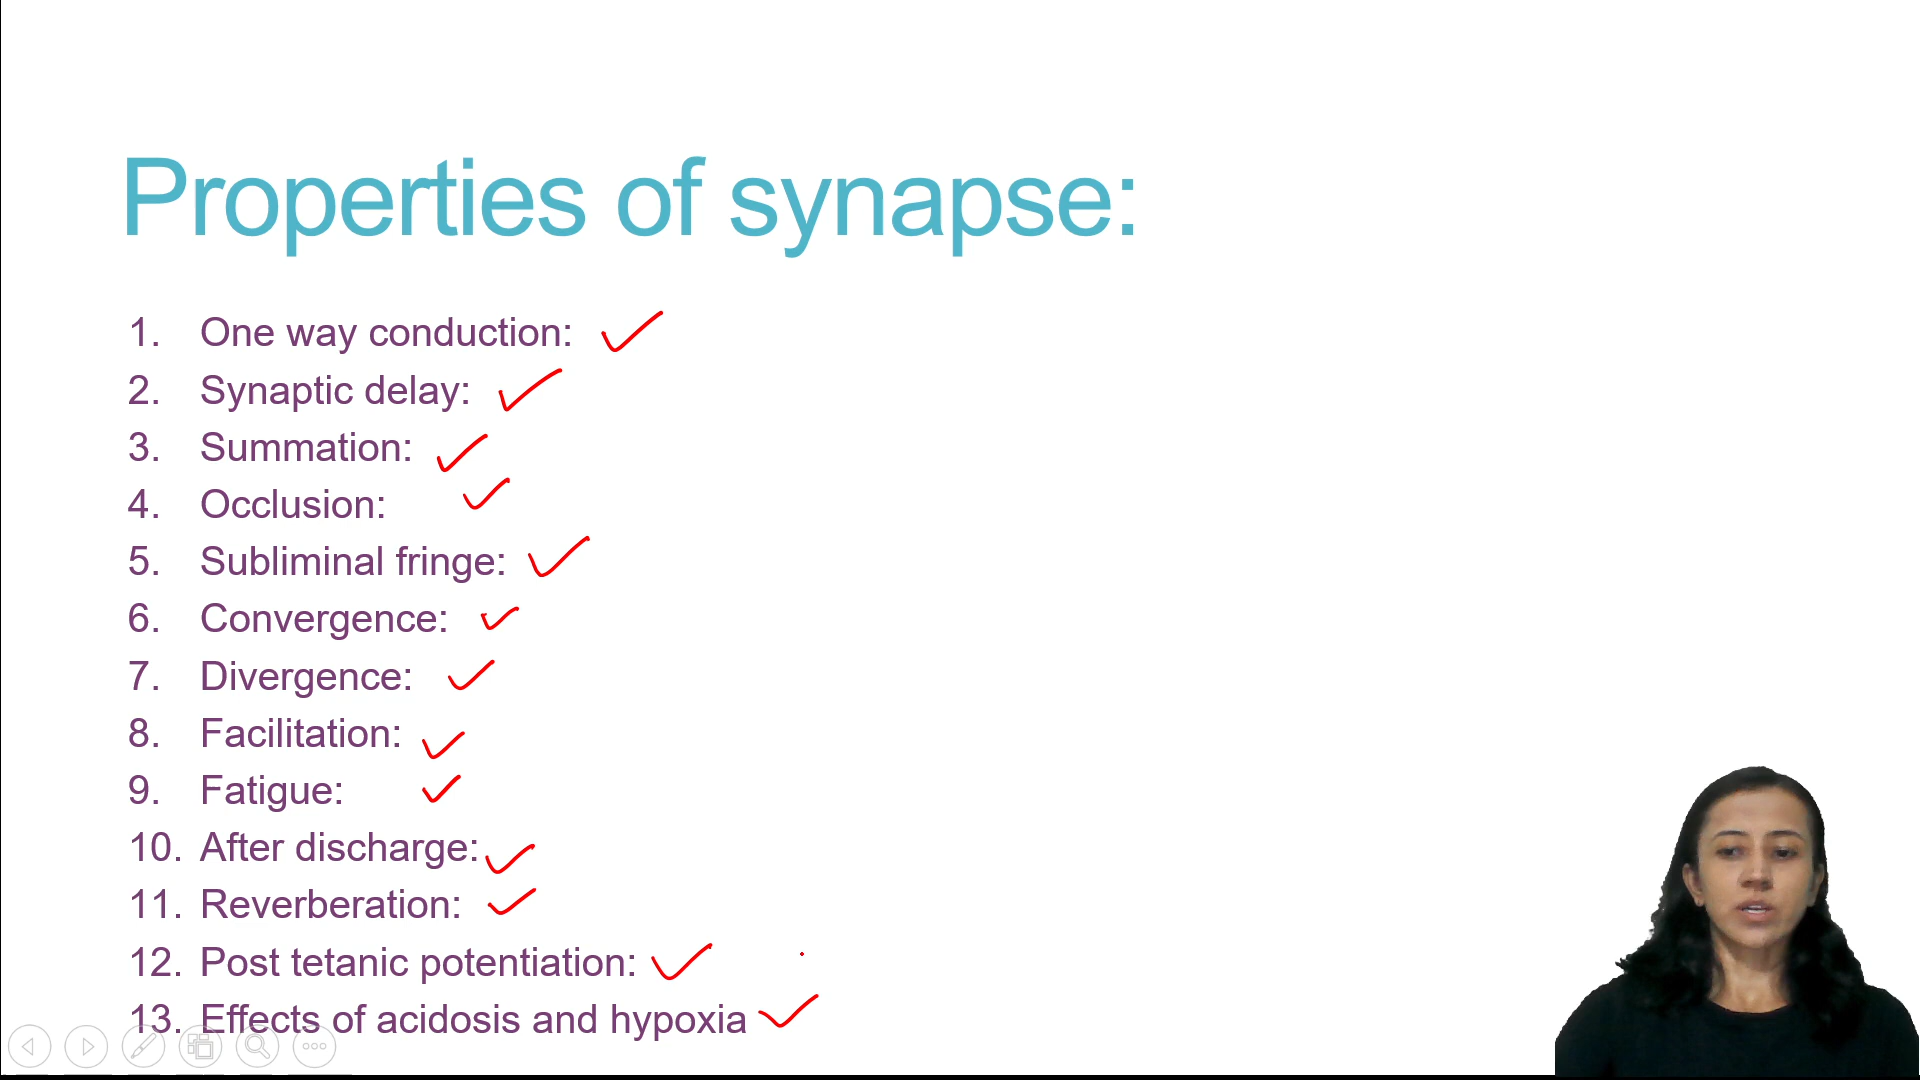 Properties of synapse:
1. One way conduction:
2. Synaptic delay:
3. Summation:
4. Occlusion:
5. Subliminal fringe:
6. Convergence:
7. Divergence:
8. Facilitation:
9. Fatigue:
10. After discharge:
11. Reverberation:
12. Post tetanic potentiation:
13. Effects of acidosis and hypoxia